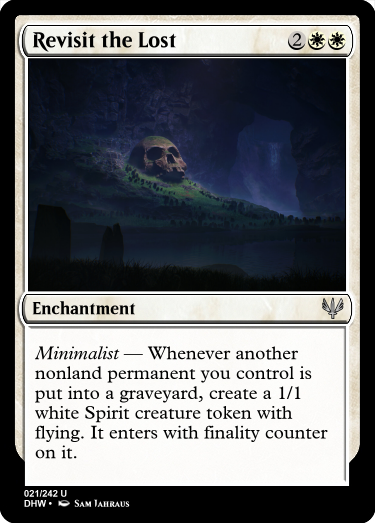 Revisit the Lost 2
Enchantment
Minimalist — Whenever another
nonland permanent you control is
put into a graveyard, create a 1/1
white Spirit creature token with
flying. It enters with finality counter
on it.
021/242 U
DHW • Sam Jahraus